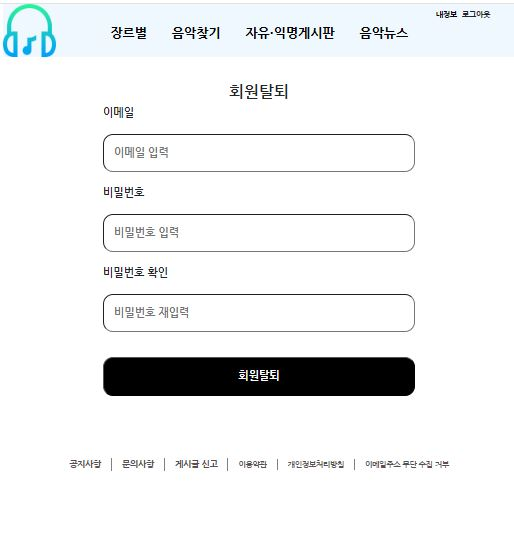 내정보 로그아웃
장르별 음악찾기 자유·익명게시판 음악뉴스
회원탈퇴
이메일
이메일 입력
비밀번호
비밀번호 입력
비밀번호 확인
비밀번호 재입력
회원탈퇴
공지사항 문의사항 게시글 신고 이용약관 개인정보처리방침 이메일주소 무단 수집 거부